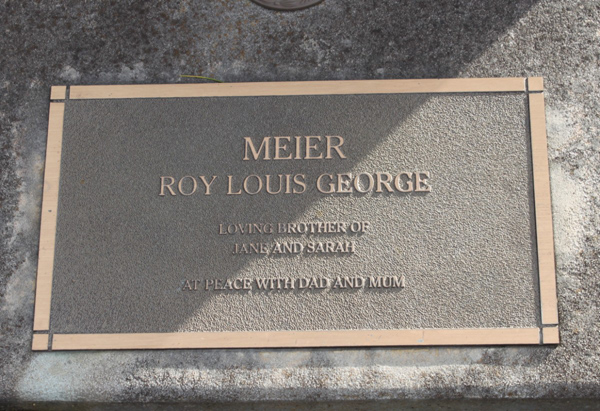 MEIER
ROY LOUIS GEORGE
LOVING BROTHER OF
JANE AND SARAH
AT PEACE WITH DAD AND MUM